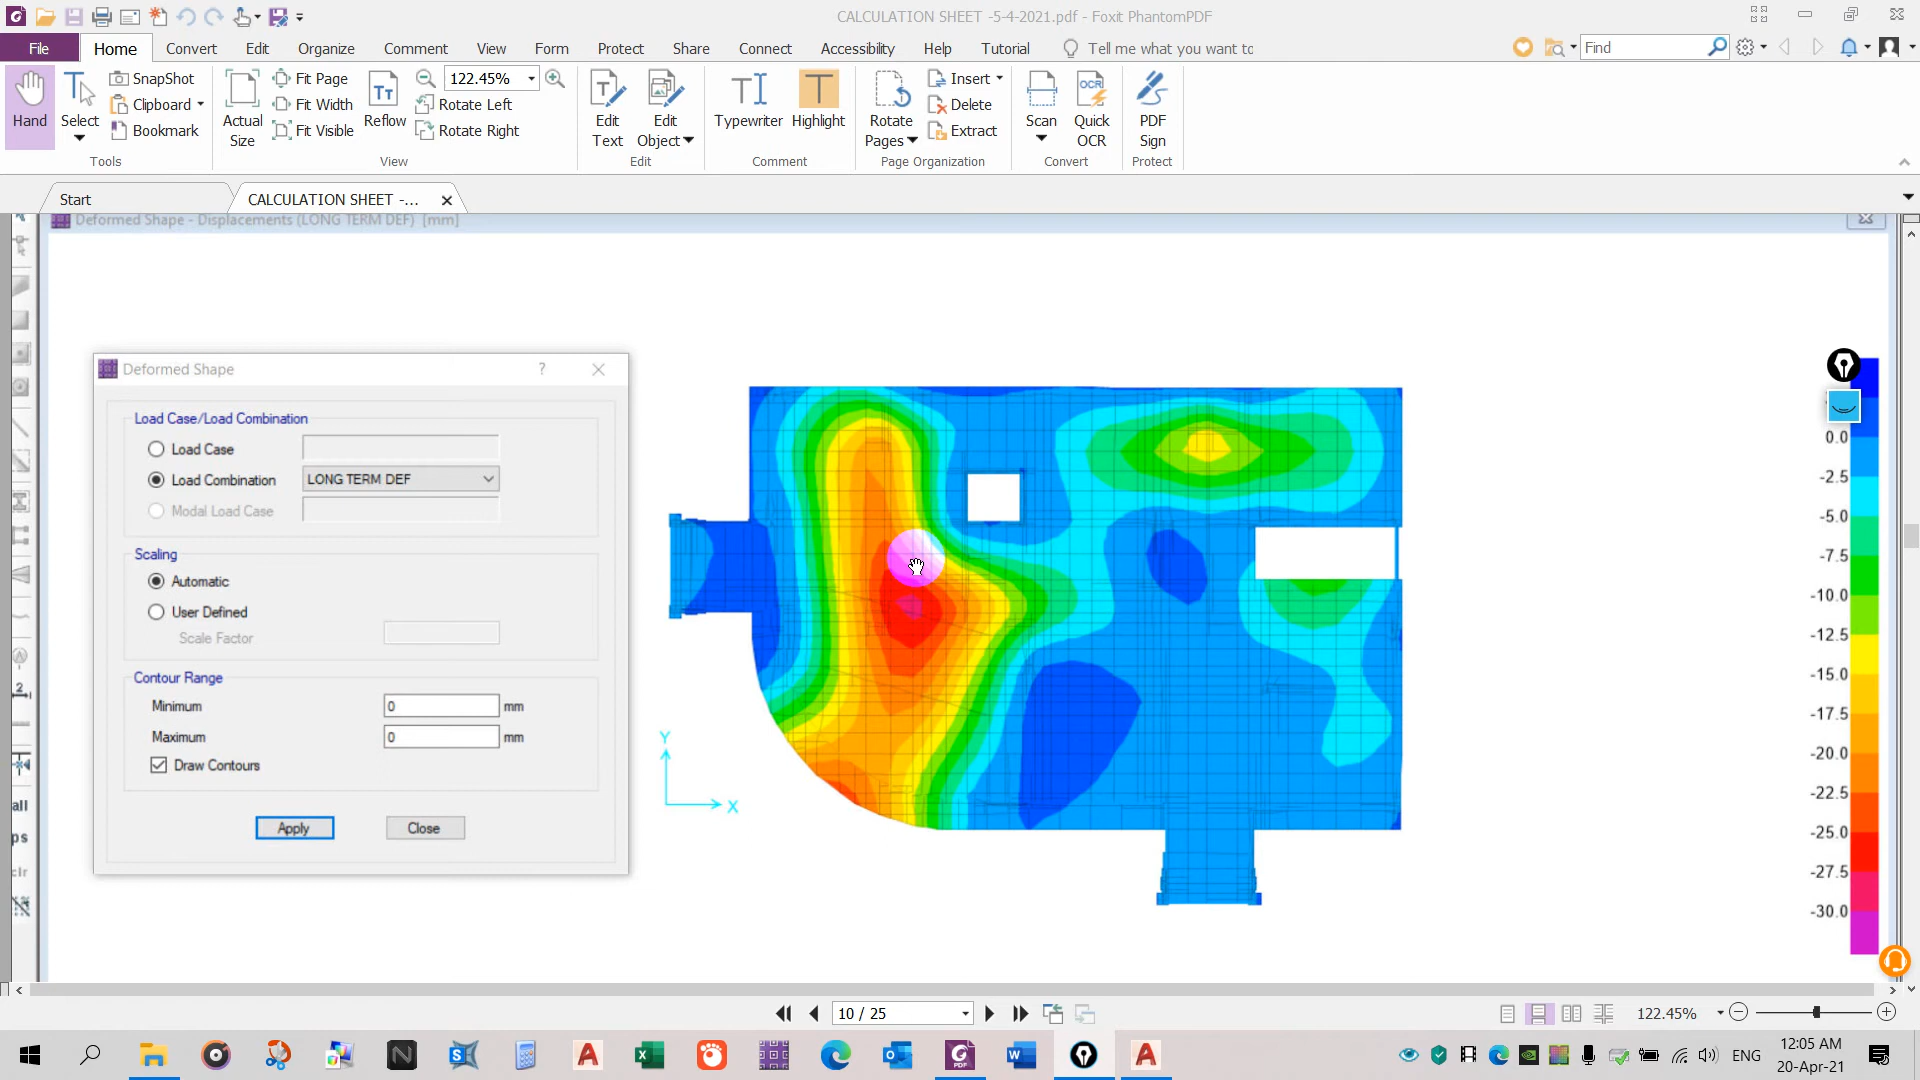 CALCULATION SHEET -5-4-2021.pdf - Foxit PhantomPDF
File Home Convert Edit Organize Comment View Form Protect Share Connect Accessibility Help Tutorial Tell me what you want to Find
Hand
Select
SnapShot
Clipboard
Bookmark
Tools
Actual Size
Fit Page
Fit Width
Fit Visible
Reflow
122.45%
Rotate Left
Rotate Right
View
Edit Text
Edit Object
Edit
Typewriter
Highlight
Comment
Rotate Pages
Insert
Delete
Extract
Page Organization
Scan
Quick OCR
Convert
PDF Sign
Protect
Start
CALCULATION SHEET -...
Deformed Shape - Displacements (LONG TERM DEF) [mm]
Deformed Shape
Load Case/Load Combination
Load Case
Load Combination LONG TERM DEF
Modal Load Case
Scaling
Automatic
User Defined
Scale Factor
Contour Range
Minimum 0 mm
Maximum 0 mm
Draw Contours
Apply Close
Y
X
0.0
-2.5
-5.0
-7.5
-10.0
-12.5
-15.0
-17.5
-20.0
-22.5
-25.0
-27.5
-30.0
2
all
ps
clr
10 / 25
122.45%
ENG
12:05 AM
20-Apr-21